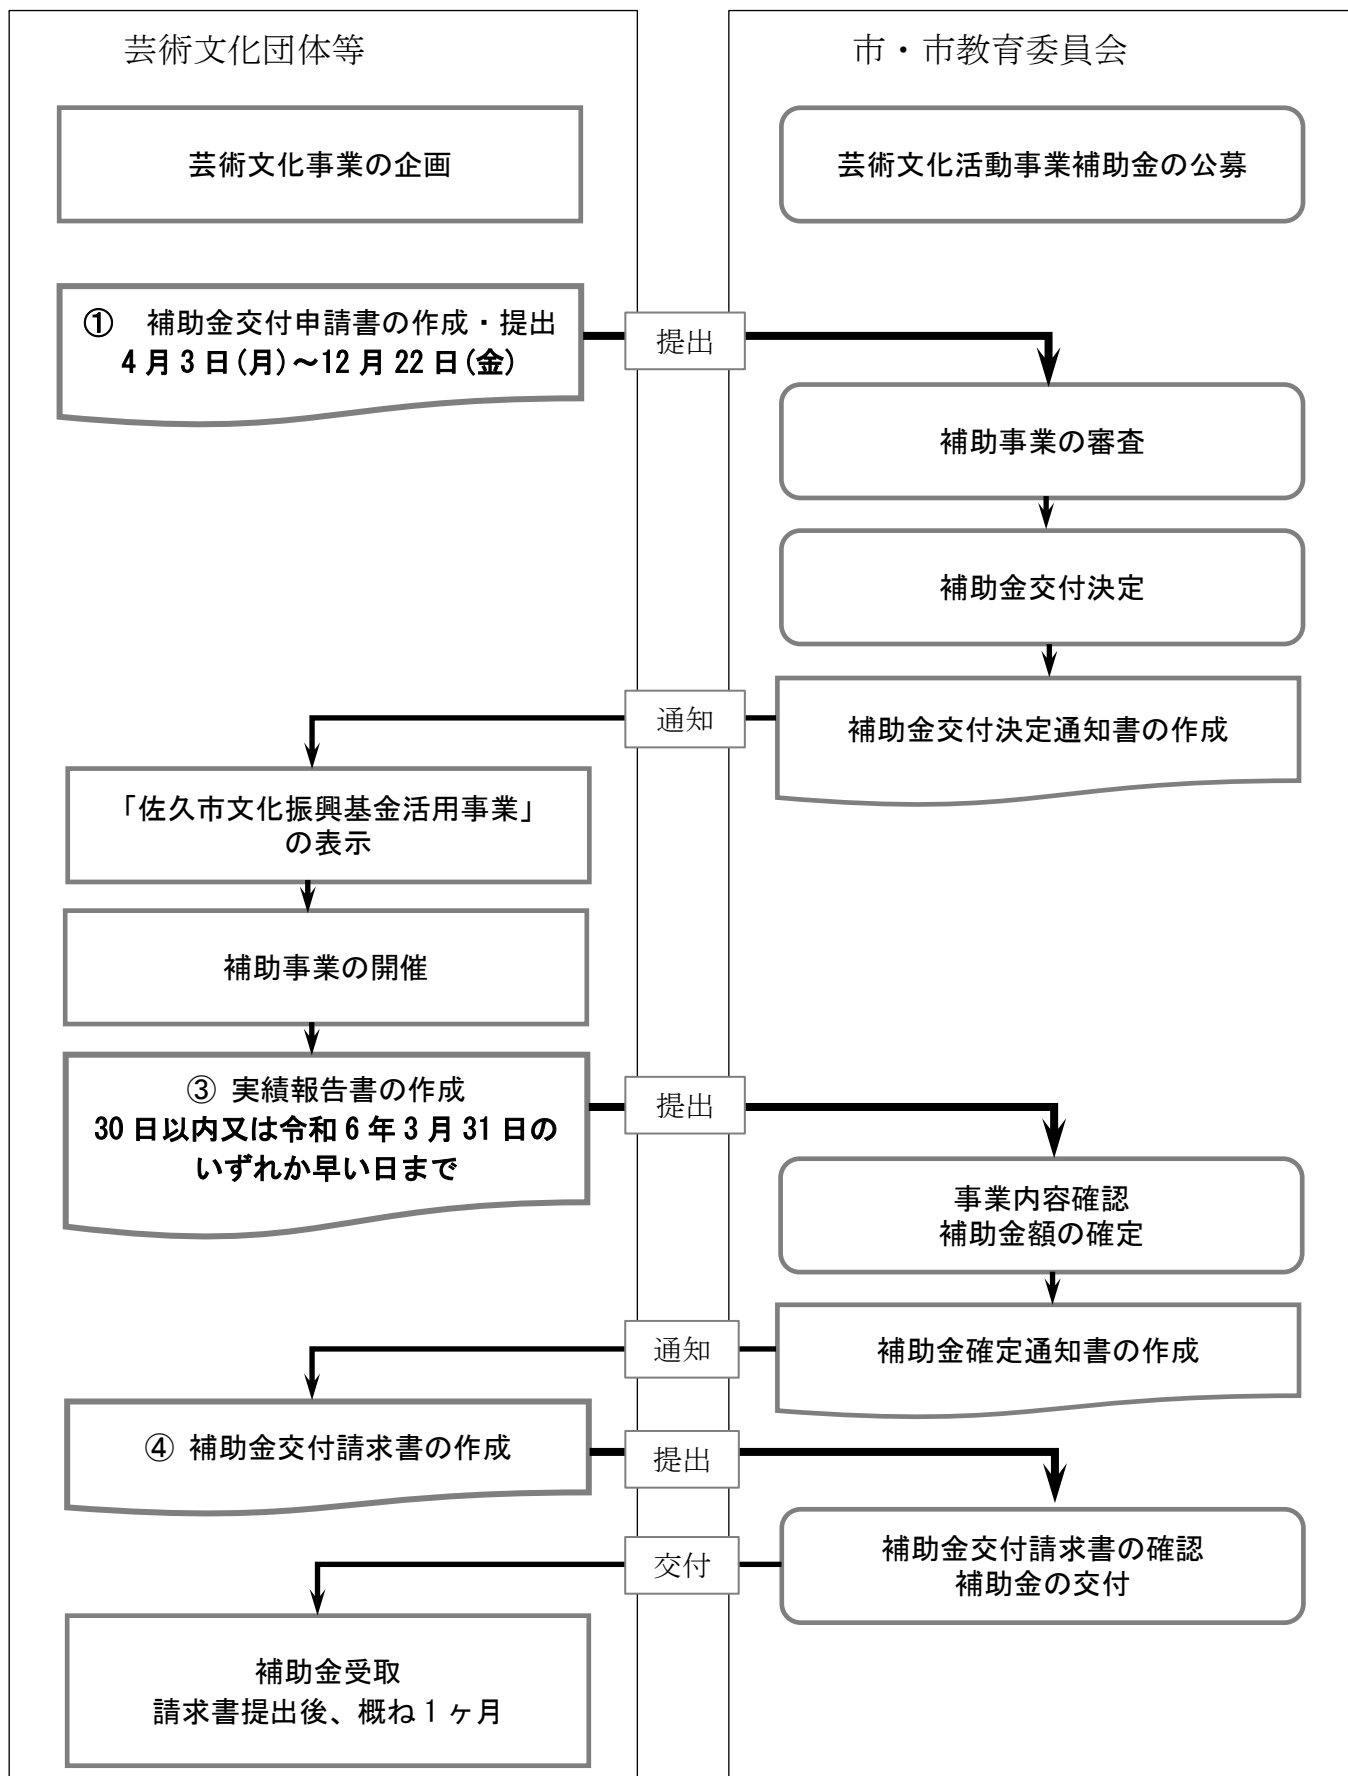 芸術文化団体等
市・市教育委員会
芸術文化事業の企画
芸術文化活動事業補助金の公募
① 補助金交付申請書の作成・提出
4月3日(月)～12月22日(金)
提出
補助事業の審査
補助金交付決定
補助金交付決定通知書の作成
通知
「佐久市文化振興基金活用事業」
の表示
補助事業の開催
③ 実績報告書の作成
30日以内又は令和6年3月31日の
いずれか早い日まで
提出
事業内容確認
補助金額の確定
補助金確定通知書の作成
通知
④ 補助金交付請求書の作成
提出
補助金交付請求書の確認
補助金の交付
交付
補助金受取
請求書提出後、概ね1ヶ月